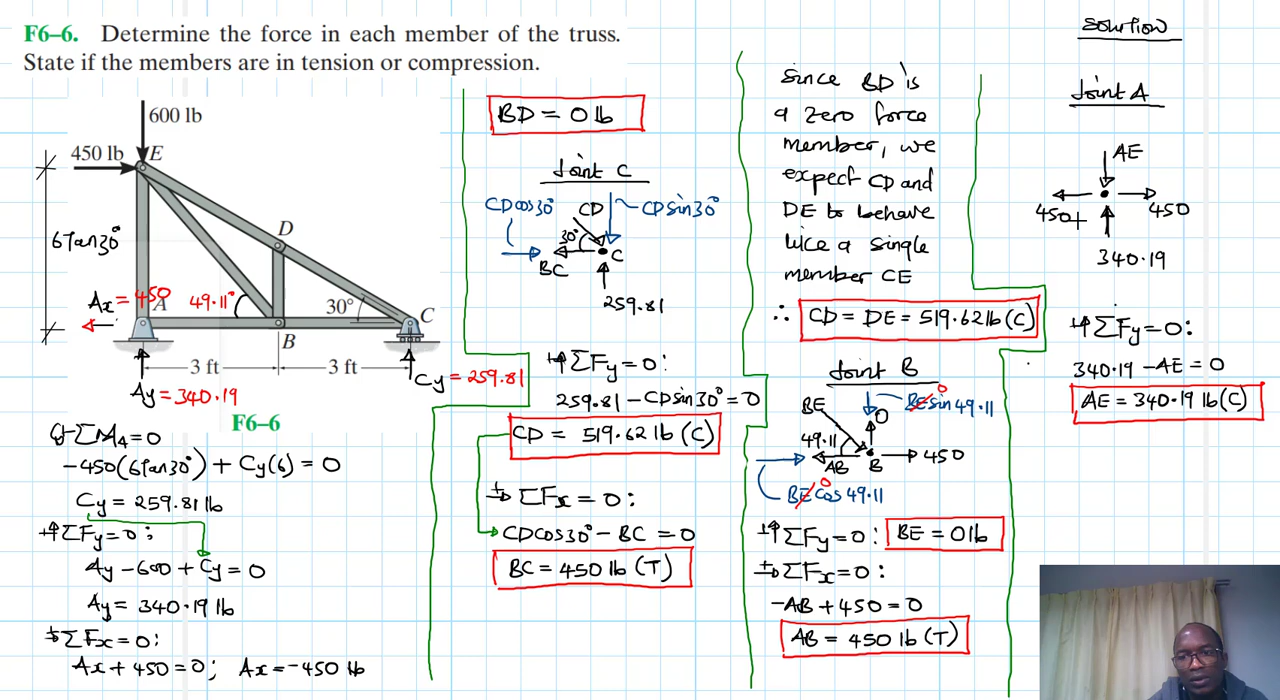 F6–6. Determine the force in each member of the truss.
State if the members are in tension or compression.
600 lb
450 lb
E
D
6Tan30°
Ax = 450
A
49.11°
30°
C
B
3 ft
3 ft
Ay = 340.19
Cy = 259.81
F6–6
ΣMA = 0
-450(6Tan30°) + Cy(6) = 0
Cy = 259.81 lb
+↑ΣFy = 0:
Ay - 600 + Cy = 0
Ay = 340.19 lb
ΣFx = 0:
Ax + 450 = 0; Ax = -450 lb
BD = 0 lb
Joint C
CDcos30°
CD
CDsin30°
30°
C
BC
259.81
+↑ΣFy = 0:
259.81 - CDsin30° = 0
CD = 519.62 lb (C)
ΣFx = 0:
CDcos30° - BC = 0
BC = 450 lb (T)
Since BD is
a zero force
member, we
expect CD and
DE to behave
like a single
member CE
∴ CD = DE = 519.62 lb (C)
Joint B
BE
0
BEsin49.11
0
49.11
AB
B
450
0
BEcos49.11
+↑ΣFy = 0: BE = 0 lb
ΣFx = 0:
-AB + 450 = 0
AB = 450 lb (T)
Solution
Joint A
AE
450
450
340.19
+↑ΣFy = 0:
340.19 - AE = 0
AE = 340.19 lb (C)